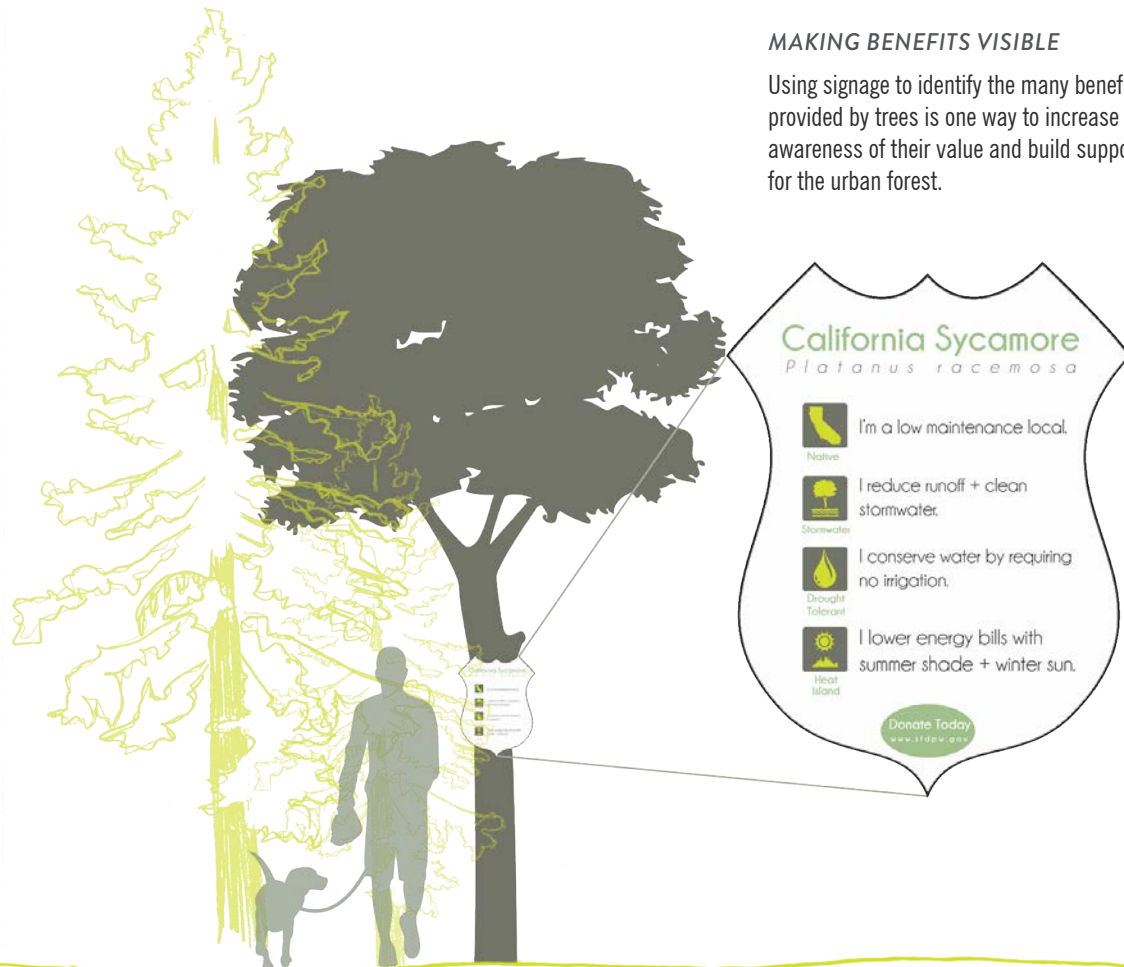 MAKING BENEFITS VISIBLE
Using signage to identify the many
provided by trees is one way to increase
awareness of their value and build
for the urban forest.
California Sycamore
Platanus racemosa
I'm a low maintenance local.
Native
I reduce runoff + clean
stormwater.
Stormwater
I conserve water by requiring
no irrigation.
Drought
Tolerant
I lower energy bills with
summer shade + winter sun.
Heat
Island
Donate Today
www.sfdpw.gov
California Sycamore